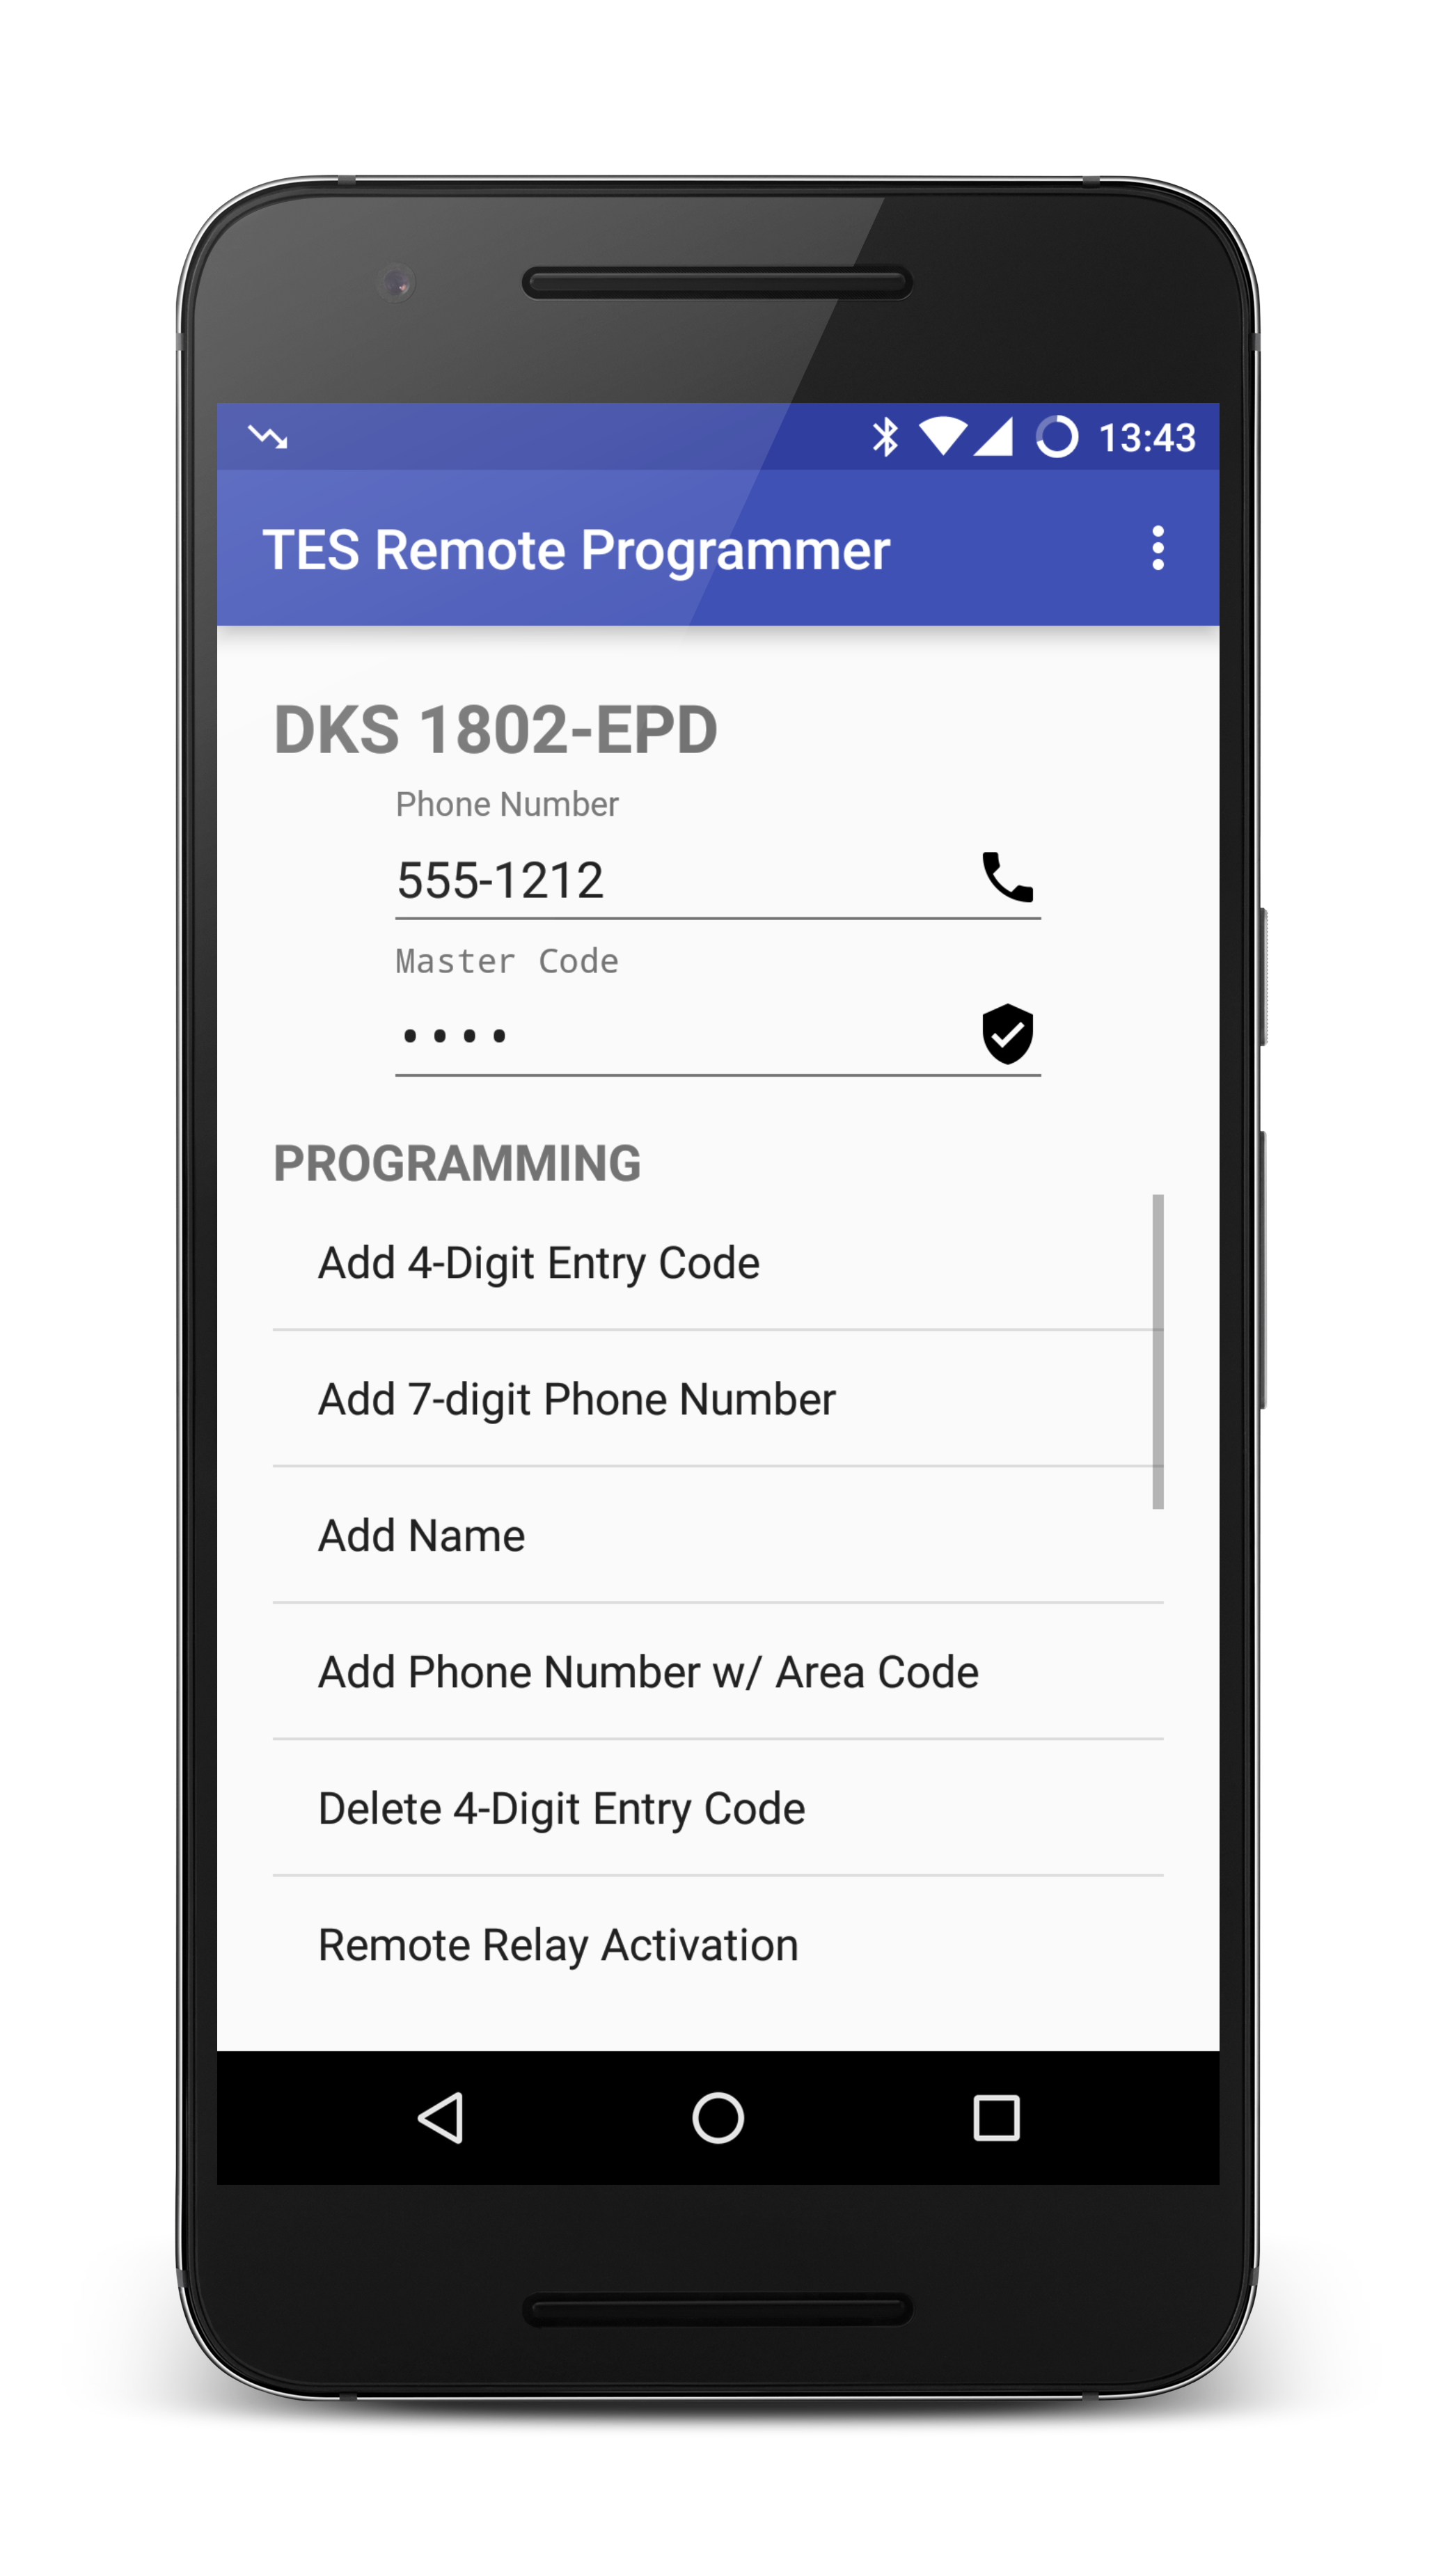 13:43
TES Remote Programmer
DKS 1802-EPD
Phone Number
555-1212
Master Code
••••
PROGRAMMING
Add 4-Digit Entry Code
Add 7-digit Phone Number
Add Name
Add Phone Number w/ Area Code
Delete 4-Digit Entry Code
Remote Relay Activation